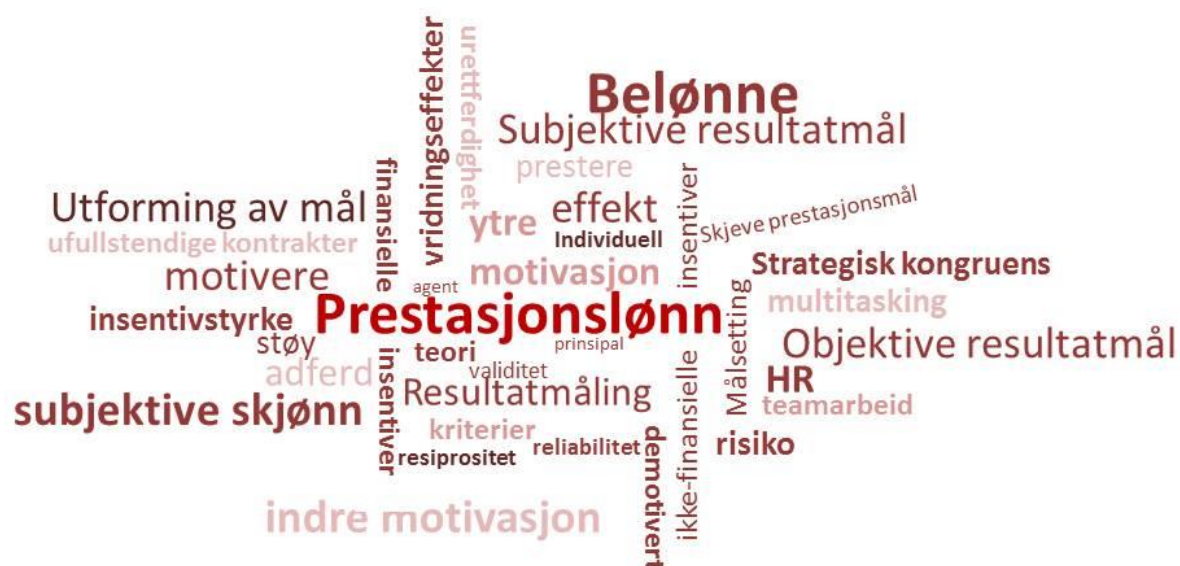 urettferdighet
vridningseffekter
Belønne
Subjektive resultatmål
prestere
finansielle
insentiver
Utforming av mål
effekt
Skjeve prestasjonsmål
ytre
Individuell
ufullstendige kontrakter
motivere
motivasjon
Strategisk kongruens
agent
Målsetting
multitasking
insentivstyrke
Prestasjonslønn
støy
prinsipal
Objektive resultatmål
teori
insentiver
validitet
ikke-finansielle
adferd
HR
Resultatmåling
teamarbeid
subjektive skjønn
kriterier
demotivert
risiko
reliabilitet
resiprositet
indre motivasjon